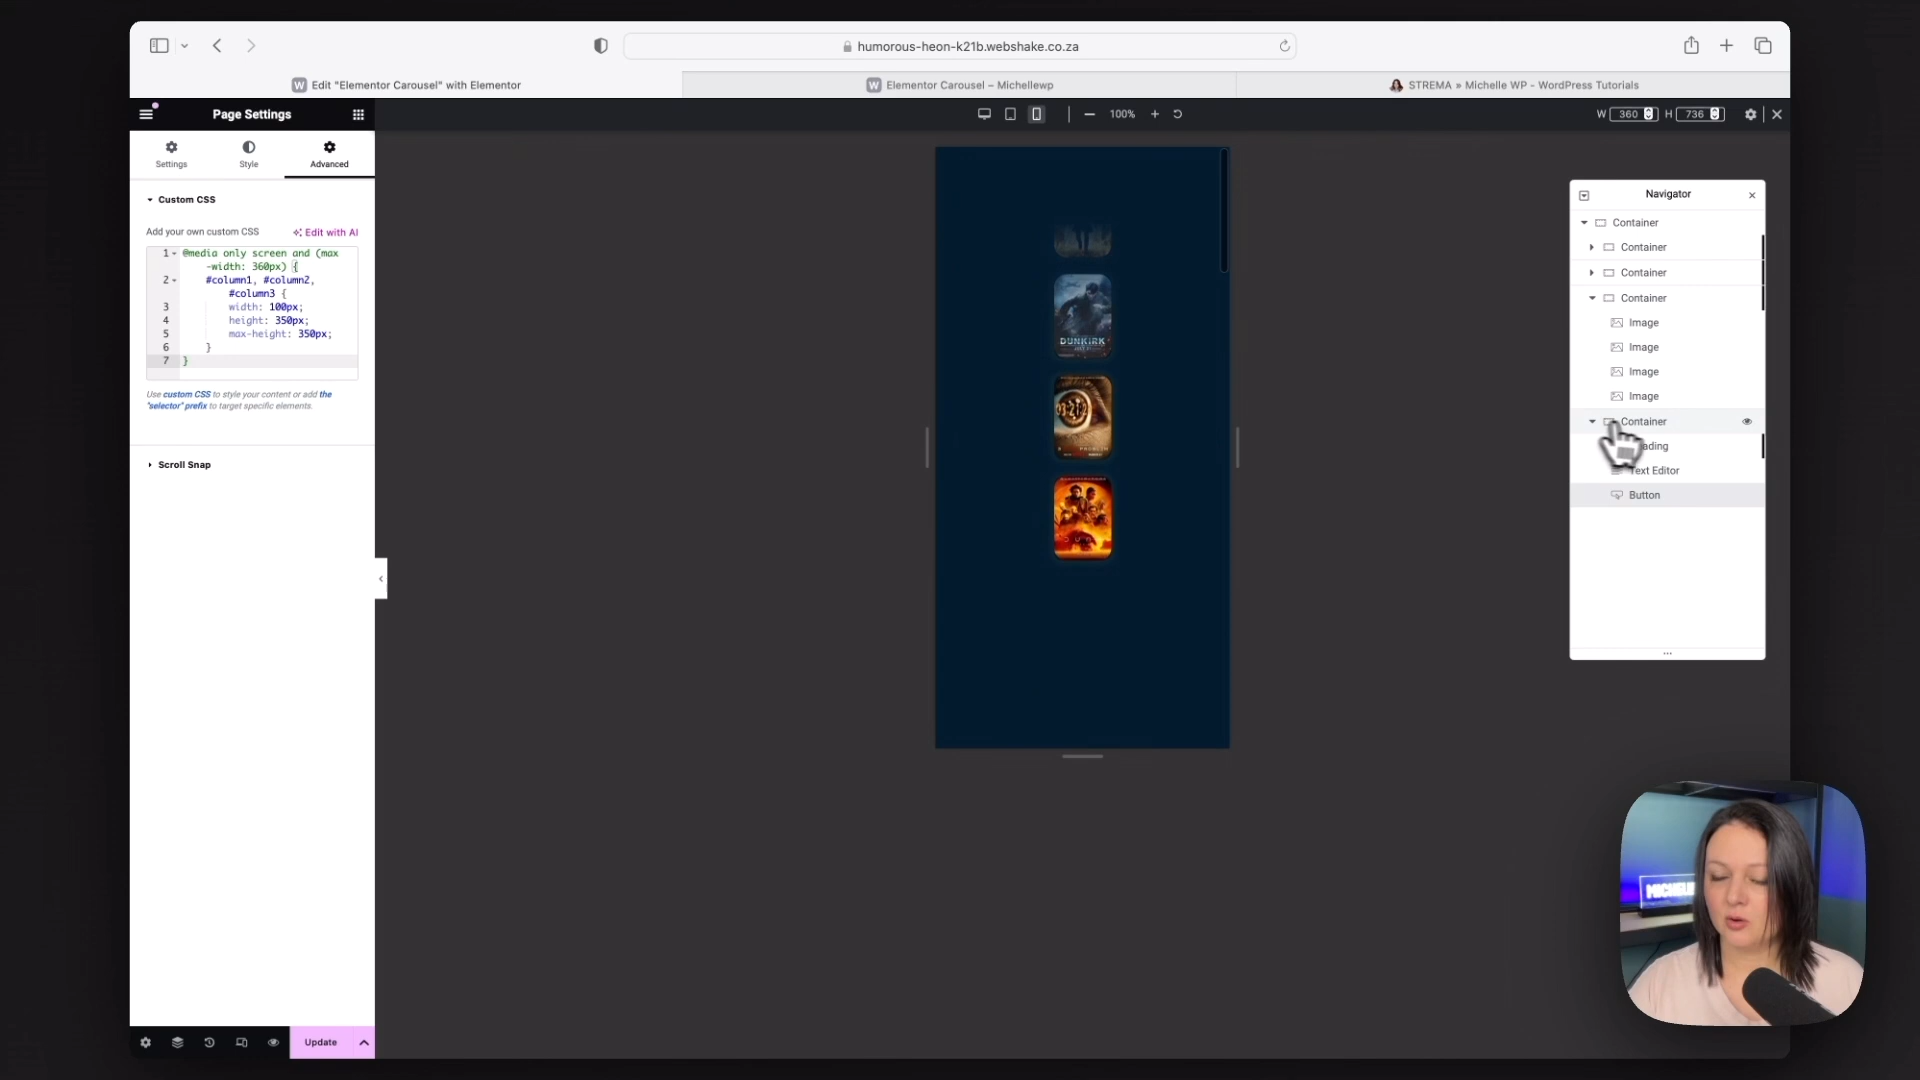 humorous-heon-k21b.webshake.co.za
Edit "Elementor Carousel" with Elementor
Elementor Carousel – Michellewp
STREMA » Michelle WP - WordPress Tutorials
Page Settings
100%
W 360 H 736
Settings
Style
Advanced
Custom CSS
Add your own custom CSS
Edit with AI
1 @media only screen and (max
-width: 360px) {
2 #column1, #column2,
#column3 {
3 width: 100px;
4 height: 350px;
5 max-height: 350px;
6 }
7 }
Use custom CSS to style your content or add the
"selector" prefix to target specific elements.
Scroll Snap
Update
DUNKIRK
Navigator
Container
Container
Container
Container
Image
Image
Image
Image
Container
Text Editor
Button